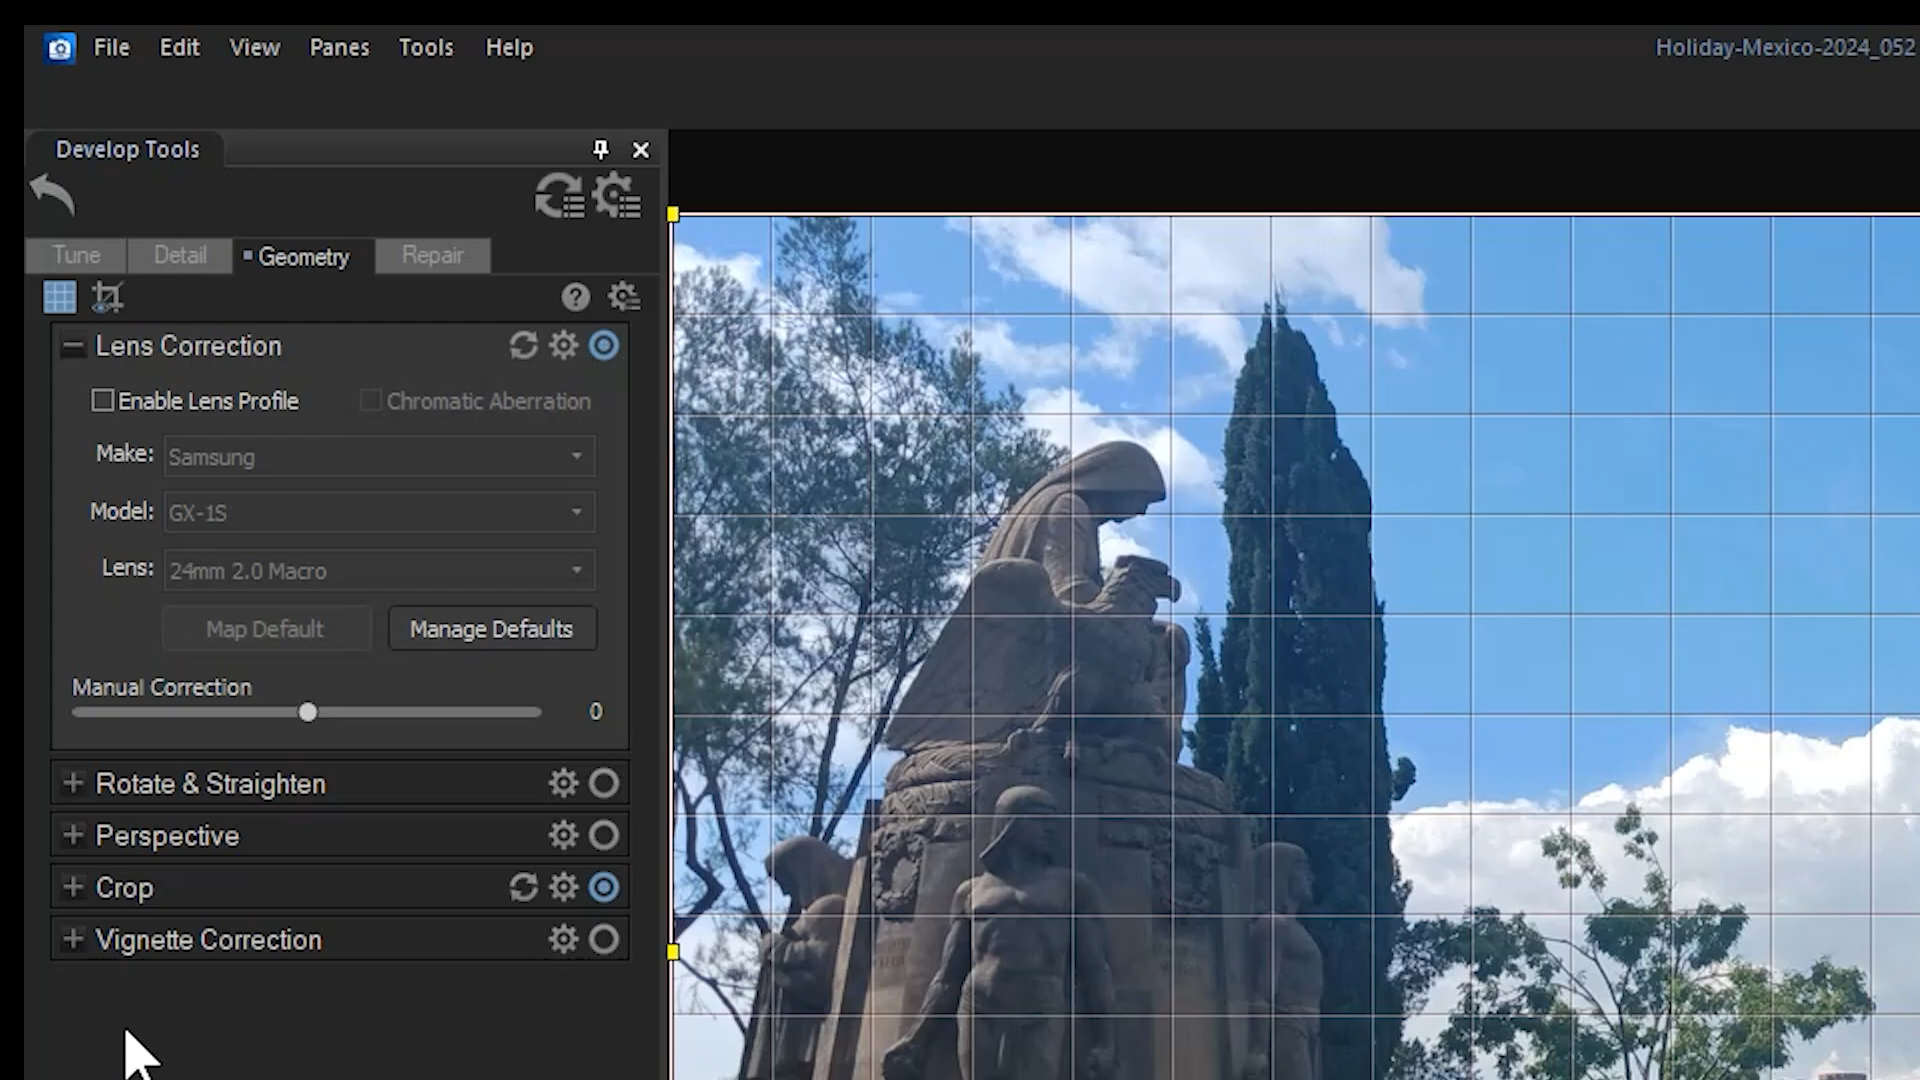 File Edit View Panes Tools Help
Holiday-Mexico-2024_052
Develop Tools
Tune Detail Geometry Repair
Lens Correction
Enable Lens Profile Chromatic Aberration
Make: Samsung
Model: GX-1S
Lens: 24mm 2.0 Macro
Map Default Manage Defaults
Manual Correction
0
Rotate & Straighten
Perspective
Crop
Vignette Correction